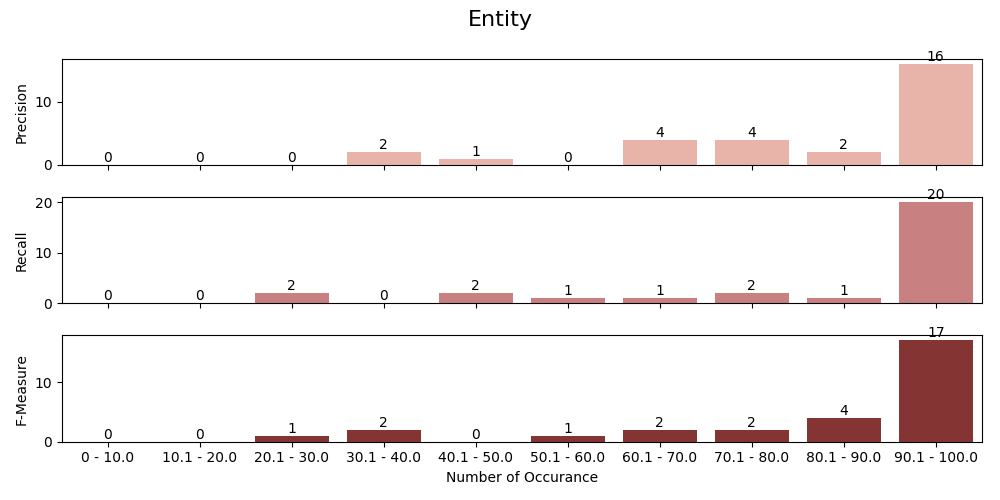 Entity
Precision
10
0
0 0 0 2 1 0 4 4 2 16
Recall
20
10
0
0 0 2 0 2 1 1 2 1 20
F-Measure
10
0
0 0 1 2 0 1 2 2 4 17
0 - 10.0 10.1 - 20.0 20.1 - 30.0 30.1 - 40.0 40.1 - 50.0 50.1 - 60.0 60.1 - 70.0 70.1 - 80.0 80.1 - 90.0 90.1 - 100.0
Number of Occurance